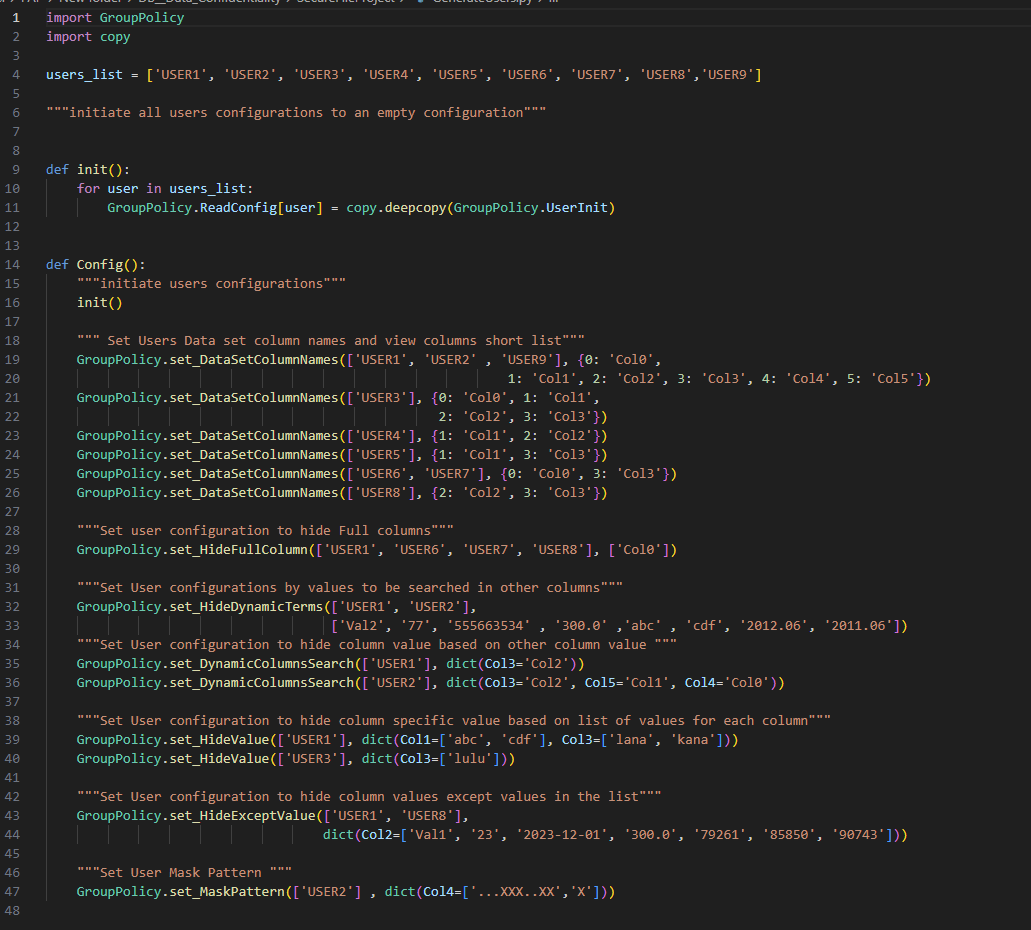 DB__Data_Confidentiality
1 import GroupPolicy
2 import copy
3
4 users_list = ['USER1', 'USER2', 'USER3', 'USER4', 'USER5', 'USER6', 'USER7', 'USER8','USER9']
5
6 """initiate all users configurations to an empty configuration"""
7
8
9 def init():
10     for user in users_list:
11         GroupPolicy.ReadConfig[user] = copy.deepcopy(GroupPolicy.UserInit)
12
13
14 def Config():
15     """initiate users configurations"""
16     init()
17
18     """ Set Users Data set column names and view columns short list"""
19     GroupPolicy.set_DataSetColumnNames(['USER1', 'USER2' , 'USER9'], {0: 'Col0',
20                                                             1: 'Col1', 2: 'Col2', 3: 'Col3', 4: 'Col4', 5: 'Col5'})
21     GroupPolicy.set_DataSetColumnNames(['USER3'], {0: 'Col0', 1: 'Col1',
22                                                    2: 'Col2', 3: 'Col3'})
23     GroupPolicy.set_DataSetColumnNames(['USER4'], {1: 'Col1', 2: 'Col2'})
24     GroupPolicy.set_DataSetColumnNames(['USER5'], {1: 'Col1', 3: 'Col3'})
25     GroupPolicy.set_DataSetColumnNames(['USER6', 'USER7'], {0: 'Col0', 3: 'Col3'})
26     GroupPolicy.set_DataSetColumnNames(['USER8'], {2: 'Col2', 3: 'Col3'})
27
28     """Set user configuration to hide Full columns"""
29     GroupPolicy.set_HideFullColumn(['USER1', 'USER6', 'USER7', 'USER8'], ['Col0'])
30
31     """Set User configurations by values to be searched in other columns"""
32     GroupPolicy.set_HideDynamicTerms(['USER1', 'USER2'],
33                                      ['Val2', '77', '555663534' , '300.0' ,'abc' , 'cdf', '2012.06', '2011.06'])
34     """Set User configuration to hide column value based on other column value """
35     GroupPolicy.set_DynamicColumnsSearch(['USER1'], dict(Col3='Col2'))
36     GroupPolicy.set_DynamicColumnsSearch(['USER2'], dict(Col3='Col2', Col5='Col1', Col4='Col0'))
37
38     """Set User configuration to hide column specific value based on list of values for each column"""
39     GroupPolicy.set_HideValue(['USER1'], dict(Col1=['abc', 'cdf'], Col3=['lana', 'kana']))
40     GroupPolicy.set_HideValue(['USER3'], dict(Col3=['lulu']))
41
42     """Set User configuration to hide column values except values in the list"""
43     GroupPolicy.set_HideExceptValue(['USER1', 'USER8'],
44                                     dict(Col2=['Val1', '23', '2023-12-01', '300.0', '79261', '85850', '90743']))
45
46     """Set User Mask Pattern """
47     GroupPolicy.set_MaskPattern(['USER2'] , dict(Col4=['...XXX..XX','X']))
48